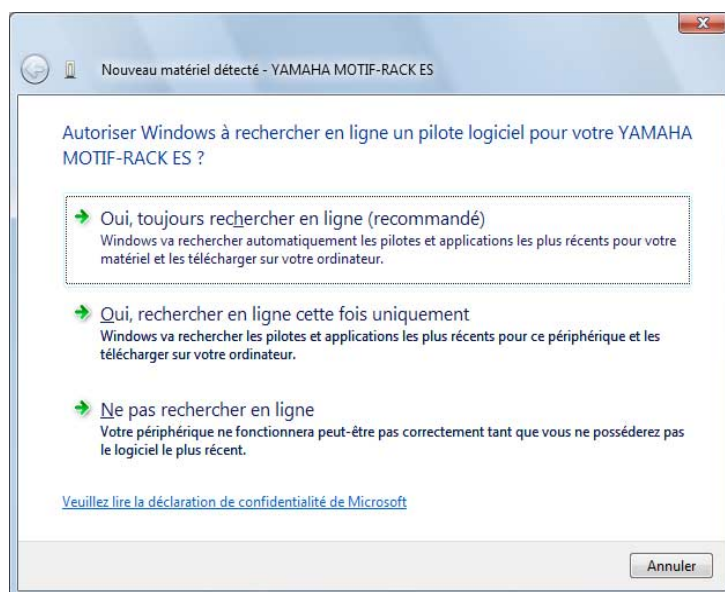 Nouveau matériel détecté - YAMAHA MOTIF-RACK ES
Autoriser Windows à rechercher en ligne un pilote logiciel pour votre YAMAHA
MOTIF-RACK ES ?
Oui, toujours rechercher en ligne (recommandé)
Windows va rechercher automatiquement les pilotes et applications les plus récents pour votre
matériel et les télécharger sur votre ordinateur.
Oui, rechercher en ligne cette fois uniquement
Windows va rechercher les pilotes et applications les plus récents pour ce périphérique et les
télécharger sur votre ordinateur.
Ne pas rechercher en ligne
Votre périphérique ne fonctionnera peut-être pas correctement tant que vous ne posséderez pas
le logiciel le plus récent.
Veuillez lire la déclaration de confidentialité de Microsoft
Annuler